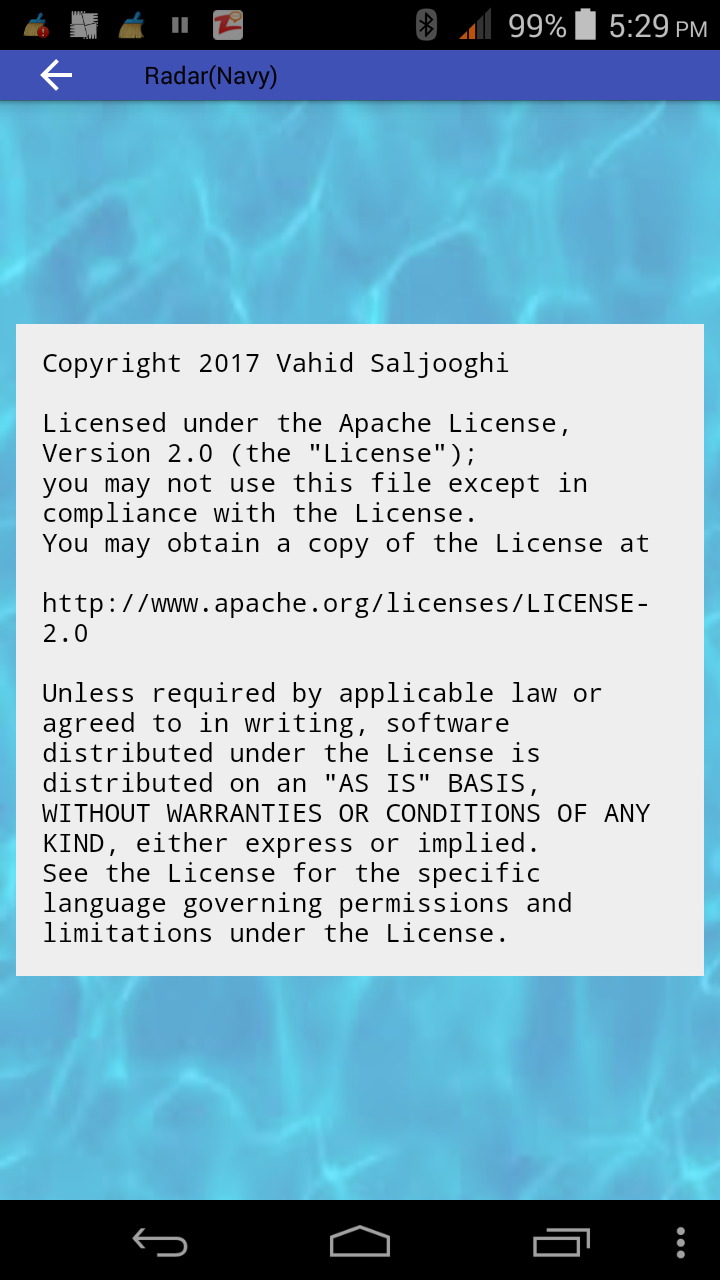 99% 5:29 PM
Radar(Navy)
Copyright 2017 Vahid Saljooghi
Licensed under the Apache License,
Version 2.0 (the "License");
you may not use this file except in
compliance with the License.
You may obtain a copy of the License at
http://www.apache.org/licenses/LICENSE-
2.0
Unless required by applicable law or
agreed to in writing, software
distributed under the License is
distributed on an "AS IS" BASIS,
WITHOUT WARRANTIES OR CONDITIONS OF ANY
KIND, either express or implied.
See the License for the specific
language governing permissions and
limitations under the License.